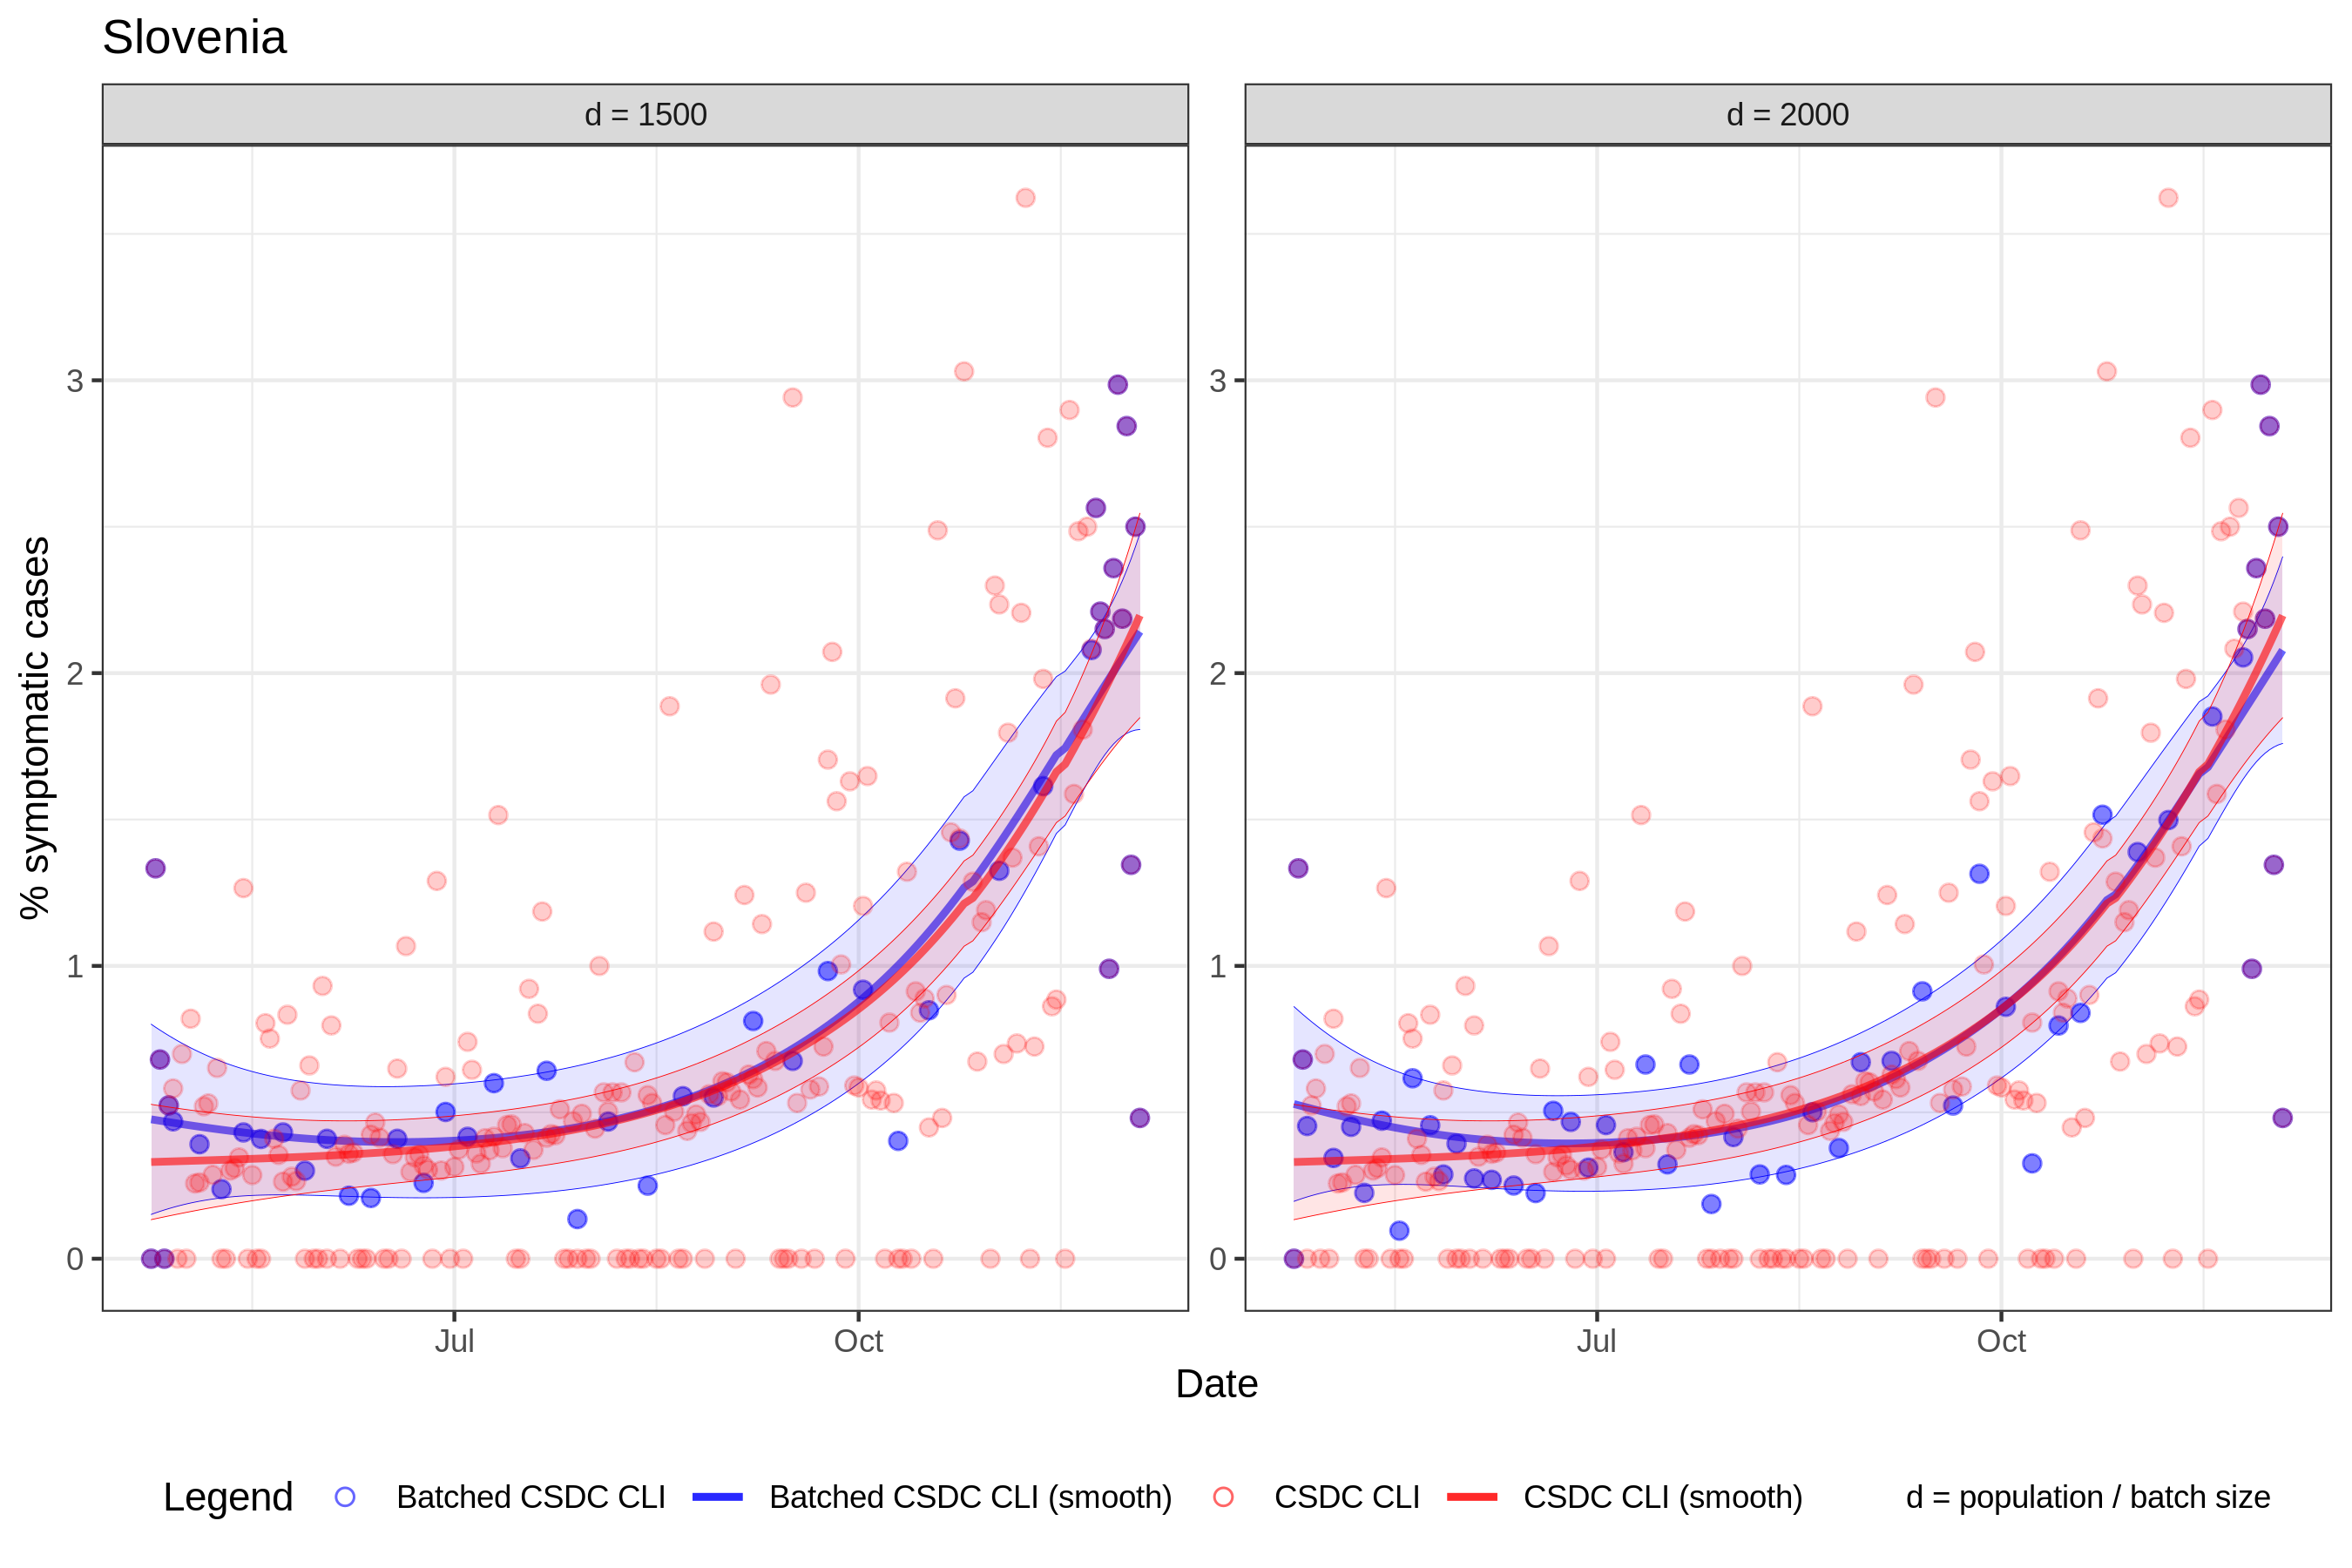 Slovenia
d = 1500
d = 2000
% symptomatic cases
3
2
1
0
3
2
1
0
Jul
Oct
Jul
Oct
Date
Legend
Batched CSDC CLI
Batched CSDC CLI (smooth)
CSDC CLI
CSDC CLI (smooth)
d = population / batch size